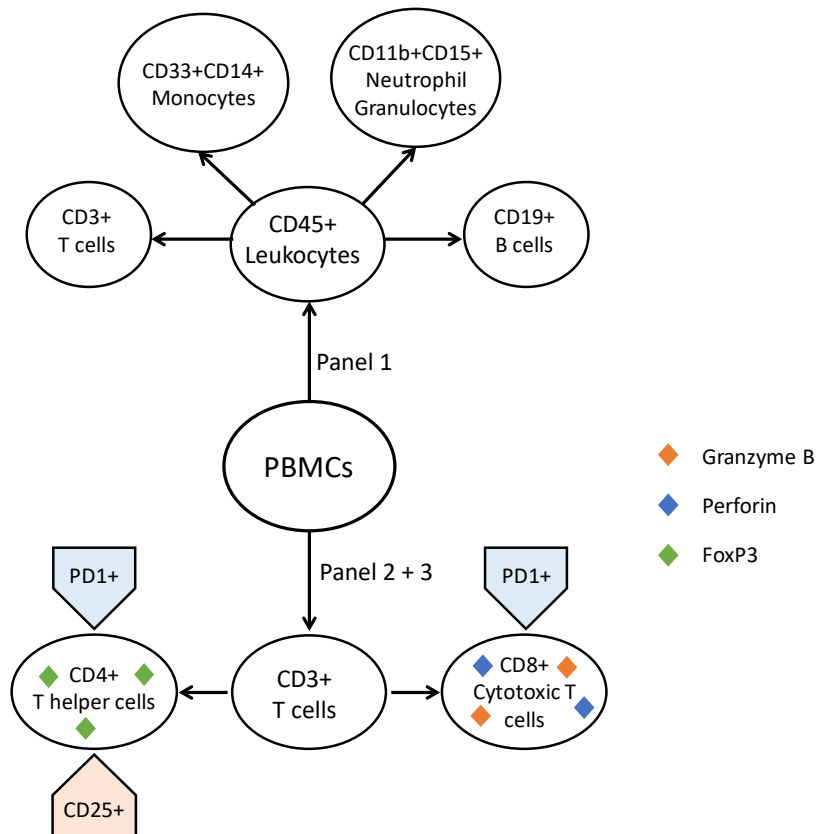 CD33+CD14+
Monocytes
CD11b+CD15+
Neutrophil
Granulocytes
CD3+
T cells
CD45+
Leukocytes
CD19+
B cells
Panel 1
PBMCs
Granzyme B
Perforin
FoxP3
Panel 2 + 3
PD1+
PD1+
CD4+
T helper cells
CD3+
T cells
CD8+
Cytotoxic T
cells
CD25+